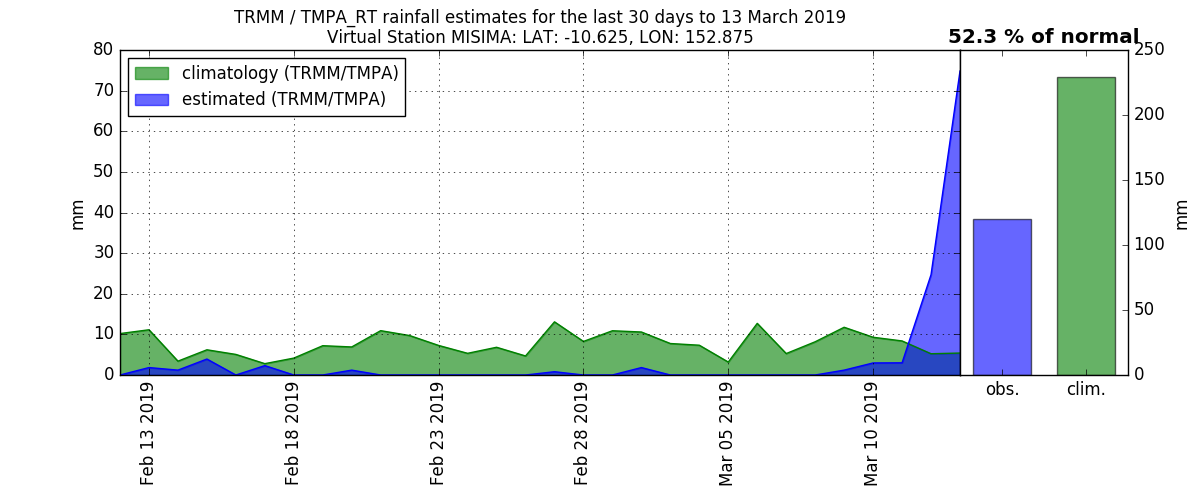 TRMM / TMPA_RT rainfall estimates for the last 30 days to 13 March 2019
Virtual Station MISIMA: LAT: -10.625, LON: 152.875
52.3 % of normal
climatology (TRMM/TMPA)
estimated (TRMM/TMPA)
80
70
60
50
40
30
20
10
0
mm
Feb 13 2019
Feb 18 2019
Feb 23 2019
Feb 28 2019
Mar 05 2019
Mar 10 2019
250
200
150
100
50
0
mm
obs.
clim.